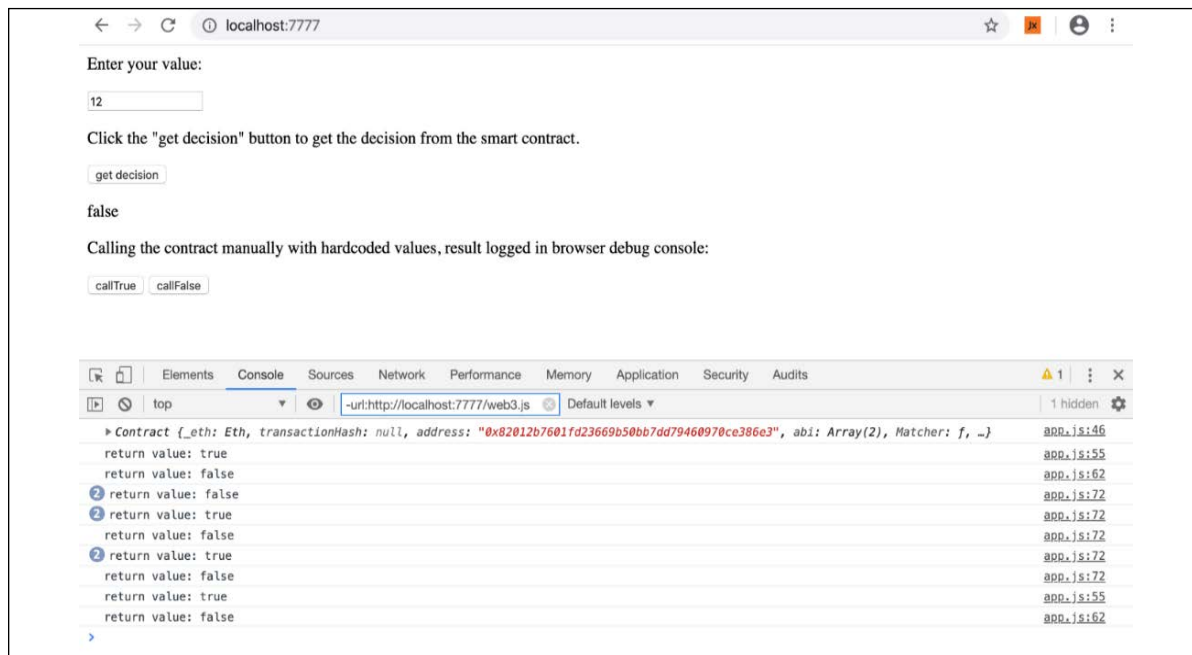 localhost:7777
JX
Enter your value:
12
Click the "get decision" button to get the decision from the smart contract.
get decision
false
Calling the contract manually with hardcoded values, result logged in browser debug console:
callTrue callFalse
Elements Console Sources Network Performance Memory Application Security Audits 1
top -url:http://localhost:7777/web3.js Default levels ▼ 1 hidden
▶ Contract {_eth: Eth, transactionHash: null, address: "0x82012b7601fd23669b50bb7dd79460970ce386e3", abi: Array(2), Matcher: ƒ, …} app.js:46
return value: true app.js:55
return value: false app.js:62
2 return value: false app.js:72
2 return value: true app.js:72
return value: false app.js:72
2 return value: true app.js:72
return value: false app.js:72
return value: true app.js:55
return value: false app.js:62
>